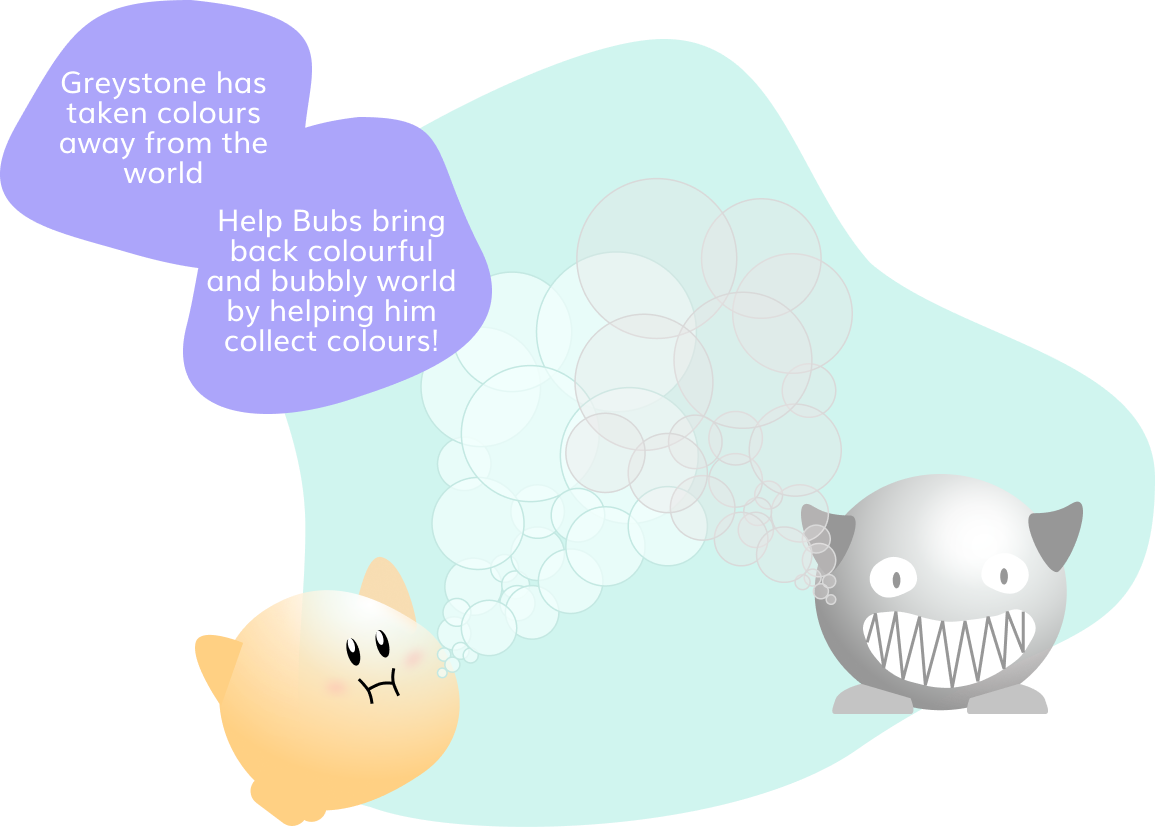 Greystone has
taken colours
away from the
world
Help Bubs bring
back colourful
and bubbly world
by helping him
collect colours!